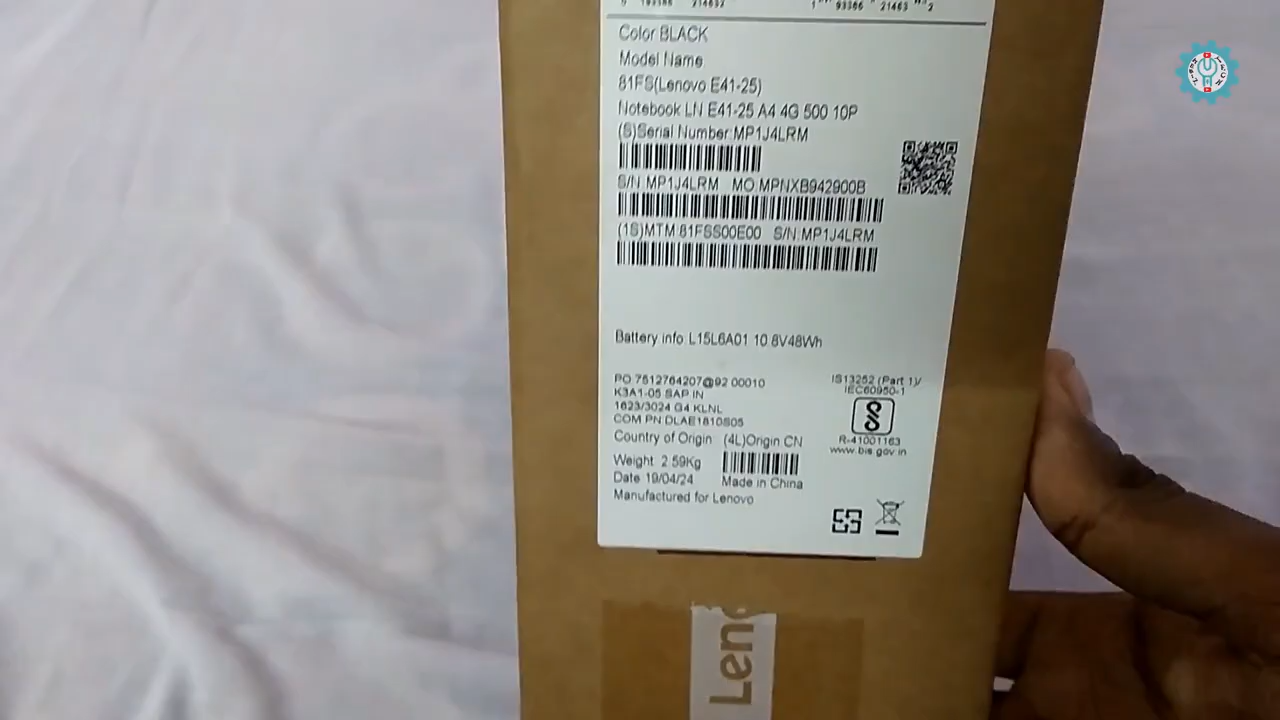 Color BLACK
Model Name
81FS(Lenovo E41-25)
Notebook LN E41-25 A4 4G 500 10P
(S)Serial Number:MP1J4LRM
S/N:MP1J4LRM MO:MPNXB942900B
(1S)MTM:81FSS00E00 S/N:MP1J4LRM
Battery info:L15L6A01 10.8V48Wh
PO 7512764207@92 00010
K3A1-05 SAP IN
1623/3024 G4 KLNL
COM PN DLAE1810S05
IS13252 (Part 1)/
IEC60950-1
R-41001163
www.bis.gov.in
Country of Origin (4L)Origin:CN
Weight 2.59Kg
Date 19/04/24 Made in China
Manufactured for Lenovo
Leno